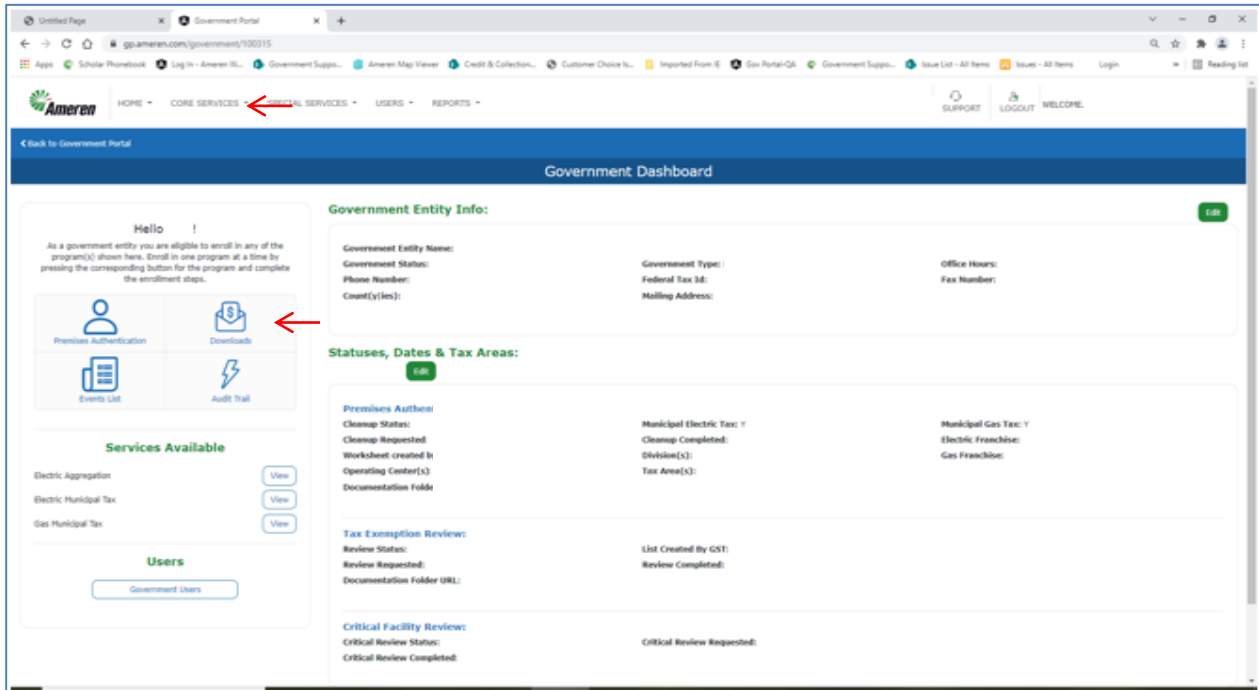 Untitled Page
Government Portal
gp.ameren.com/government/100315
Apps Scholar Phonebook Log In - Ameren Illi... Government Suppo... Ameren Map Viewer Credit & Collection... Customer Choice Is... Imported From IE Gov Portal-QA Government Suppo... Issue List - All Items Issues - All Items Login » Reading list
Ameren HOME CORE SERVICES SPECIAL SERVICES USERS REPORTS SUPPORT LOGOUT WELCOME,
Back to Government Portal
Government Dashboard
Hello !
As a government entity you are eligible to enroll in any of the
program(s) shown here. Enroll in one program at a time by
pressing the corresponding button for the program and complete
the enrollment steps.
Premises Authentication Downloads
Events List Audit Trail
Services Available
Electric Aggregation View
Electric Municipal Tax View
Gas Municipal Tax View
Users
Government Users
Government Entity Info: Edit
Government Entity Name:
Government Status: Government Type: Office Hours:
Phone Number: Federal Tax Id: Fax Number:
Count(y|ies): Mailing Address:
Statuses, Dates & Tax Areas:
Edit
Premises Authen
Cleanup Status: Municipal Electric Tax: Y Municipal Gas Tax: Y
Cleanup Requested Cleanup Completed: Electric Franchise:
Worksheet created b Division(s): Gas Franchise:
Operating Center(s) Tax Area(s):
Documentation Folde
Tax Exemption Review:
Review Status: List Created By GST:
Review Requested: Review Completed:
Documentation Folder URL:
Critical Facility Review:
Critical Review Status: Critical Review Requested:
Critical Review Completed: